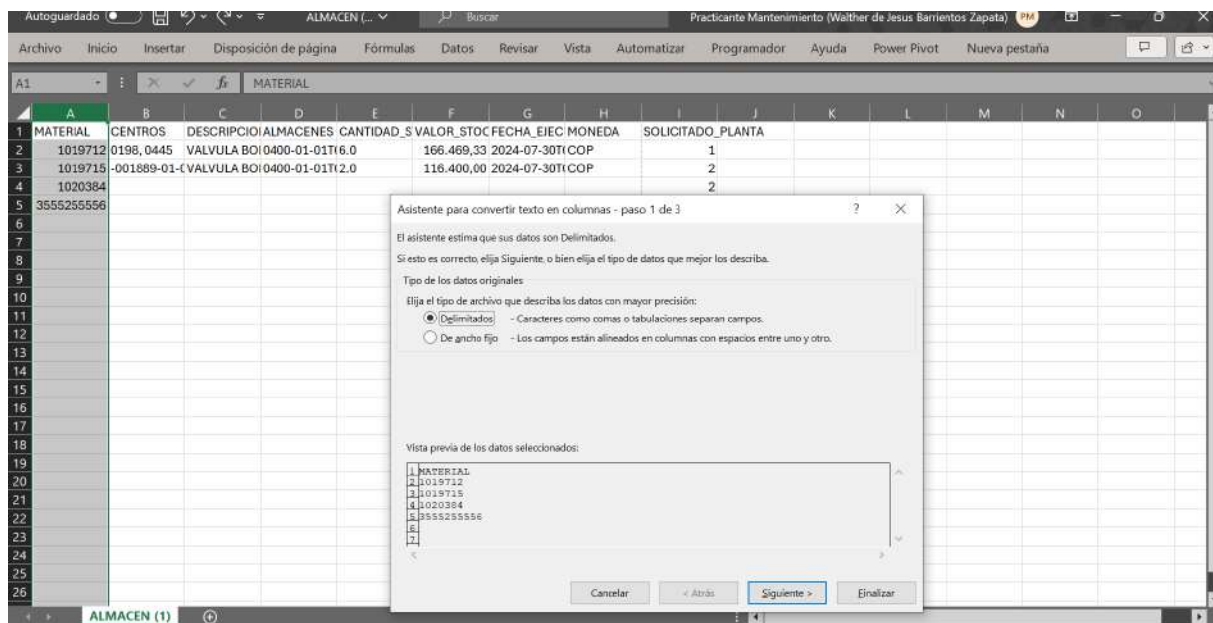 Autoguardado ALMACEN (... Buscar Practicante Mantenimiento (Walther de Jesus Barrientos Zapata) PM
Archivo Inicio Insertar Disposición de página Fórmulas Datos Revisar Vista Automatizar Programador Ayuda Power Pivot Nueva pestaña
A1 fx MATERIAL
A B C D E F G H I J K L M N O
1 MATERIAL CENTROS DESCRIPCIOI ALMACENES CANTIDAD_S VALOR_STOC FECHA_EJEC MONEDA SOLICITADO_PLANTA
2 1019712 0198, 0445 VALVULA BOI 0400-01-01T( 6.0 166.469,33 2024-07-30T( COP 1
3 1019715 -001889-01-( VALVULA BOI 0400-01-01T( 2.0 116.400,00 2024-07-30T( COP 2
4 1020384 2
5 3555255556
6
7
8
9
10
11
12
13
14
15
16
17
18
19
20
21
22
23
24
25
26
Asistente para convertir texto en columnas - paso 1 de 3 ?
El asistente estima que sus datos son Delimitados.
Si esto es correcto, elija Siguiente, o bien elija el tipo de datos que mejor los describa.
Tipo de los datos originales
Elija el tipo de archivo que describa los datos con mayor precisión:
Delimitados - Caracteres como comas o tabulaciones separan campos.
De ancho fijo - Los campos están alineados en columnas con espacios entre uno y otro.
Vista previa de los datos seleccionados:
1 MATERIAL
2 1019712
3 1019715
4 1020384
5 3555255556
6
7
Cancelar < Atrás Siguiente > Finalizar
ALMACEN (1)